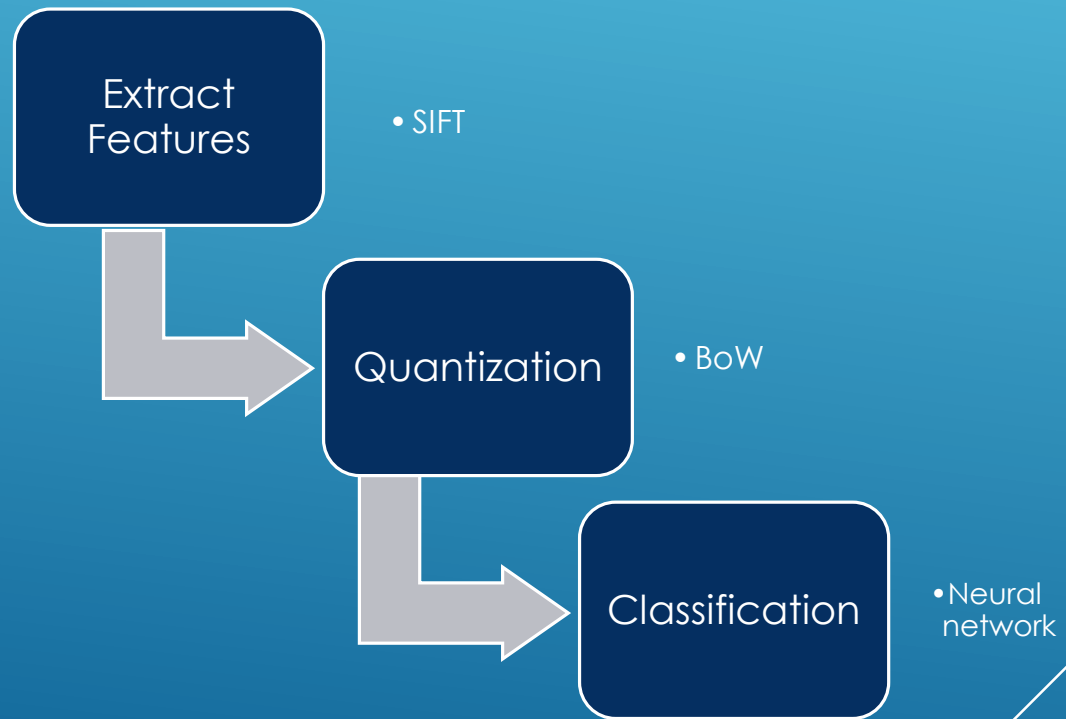 Extract
Features
• SIFT
Quantization
• BoW
Classification
•Neural
network